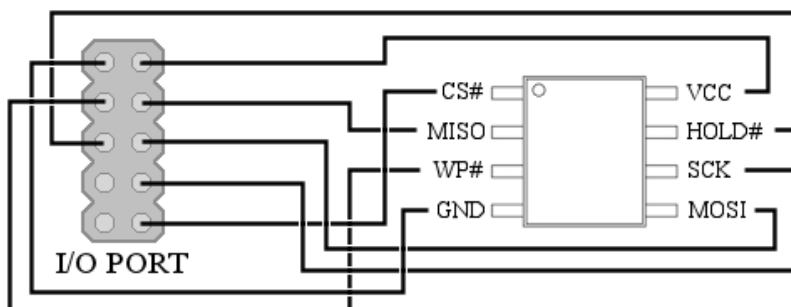 CS# VCC
MISO HOLD#
WP# SCK
GND MOSI
I/O PORT